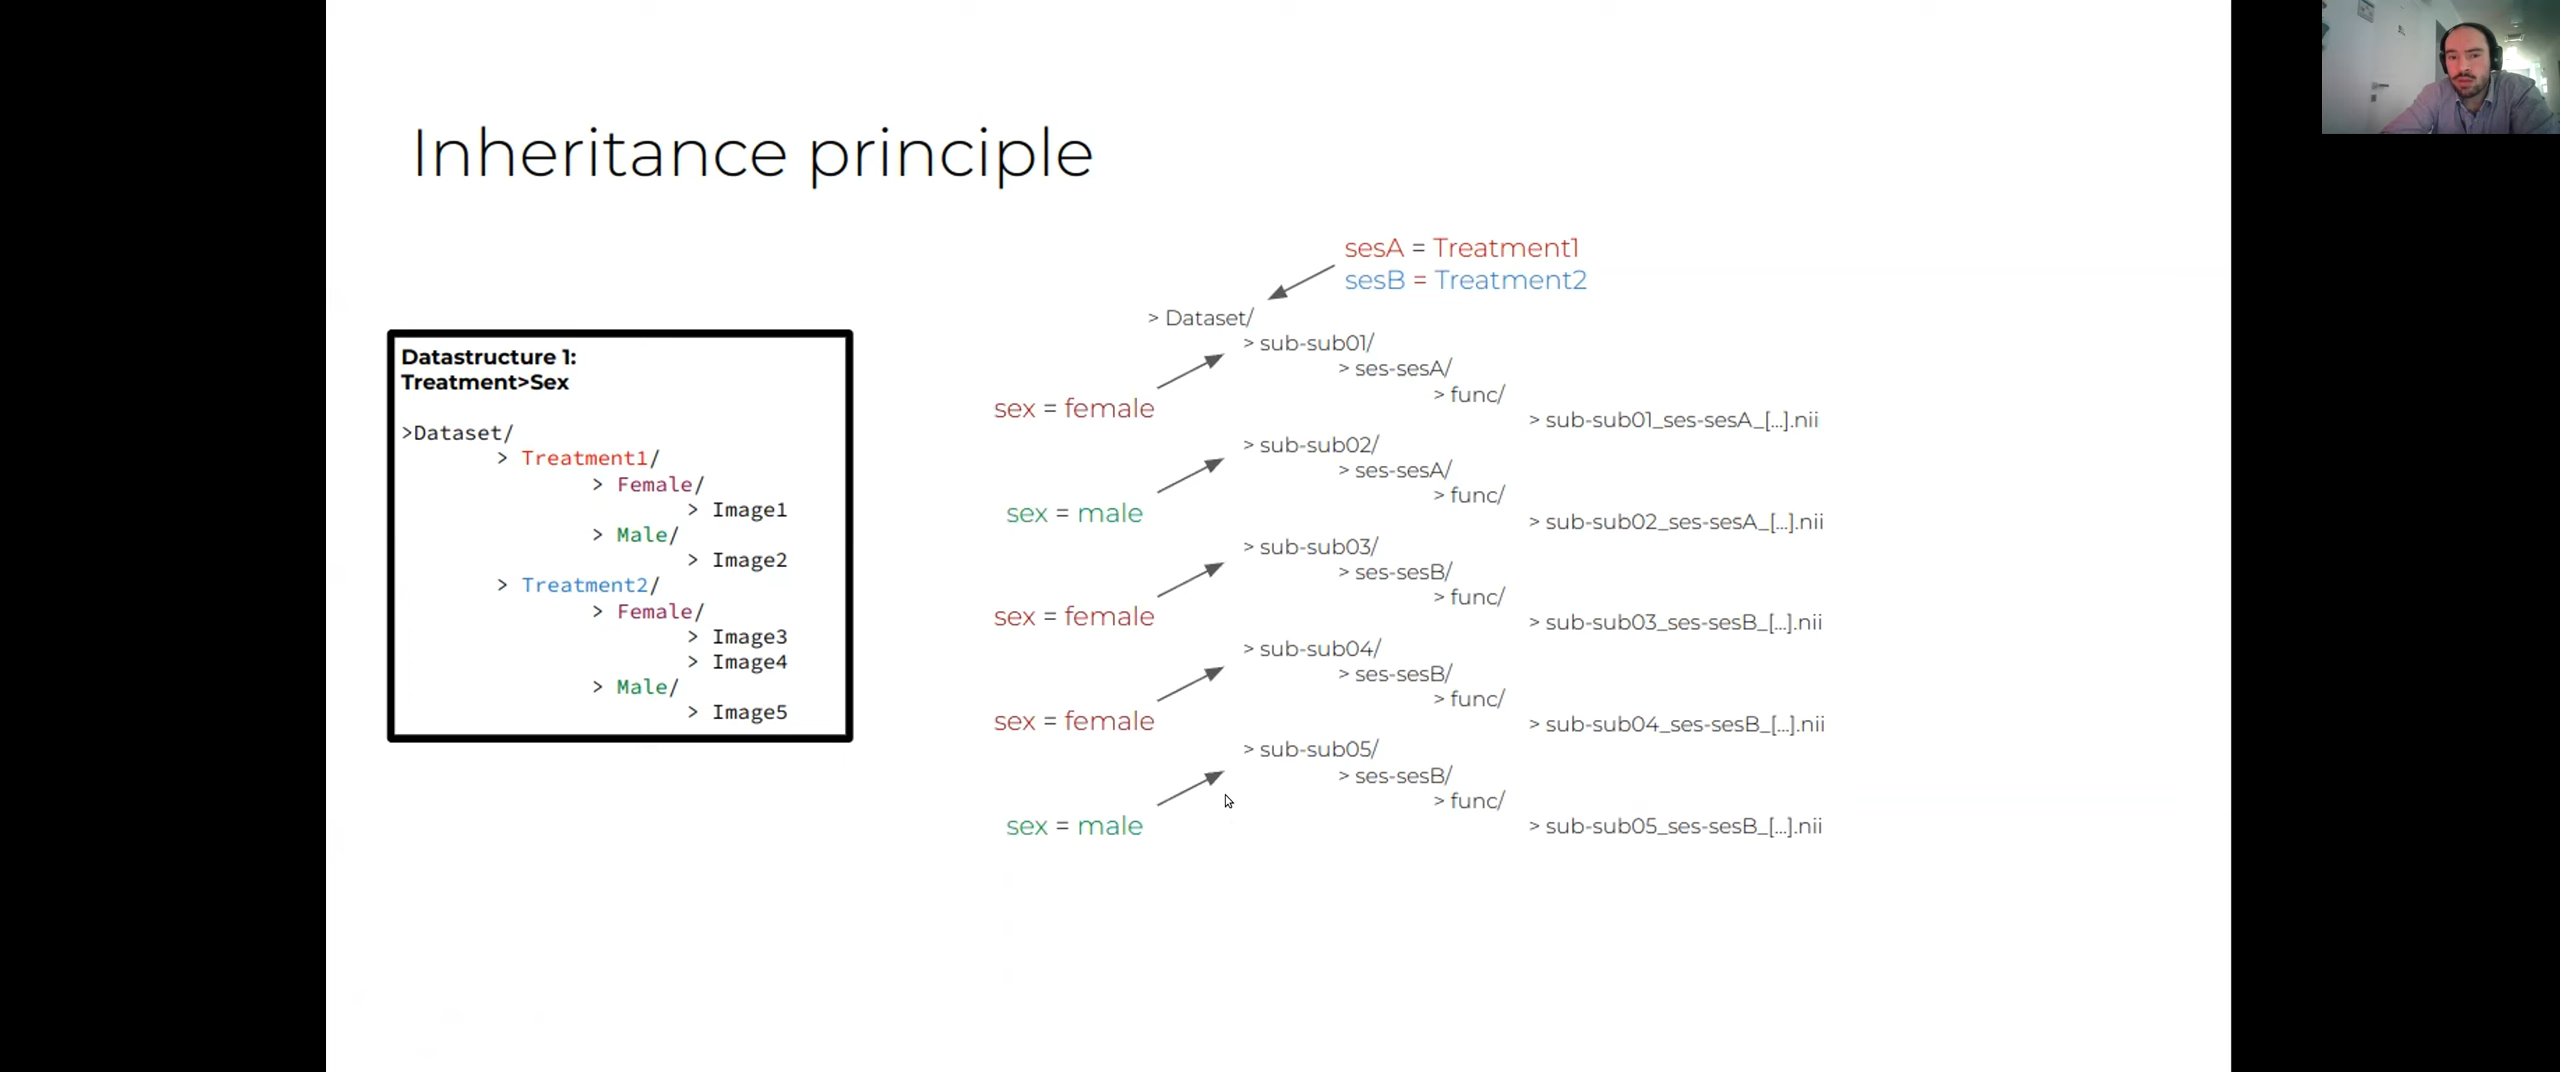 Inheritance principle
Datastructure 1:
Treatment>Sex
>Dataset/
> Treatment1/
> Female/
> Image1
> Male/
> Image2
> Treatment2/
> Female/
> Image3
> Image4
> Male/
> Image5
sesA = Treatment1
sesB = Treatment2
> Dataset/
> sub-sub01/
> ses-sesA/
> func/
sex = female
> sub-sub01_ses-sesA_[...].nii
> sub-sub02/
> ses-sesA/
> func/
sex = male
> sub-sub02_ses-sesA_[...].nii
> sub-sub03/
> ses-sesB/
> func/
sex = female
> sub-sub03_ses-sesB_[...].nii
> sub-sub04/
> ses-sesB/
> func/
sex = female
> sub-sub04_ses-sesB_[...].nii
> sub-sub05/
> ses-sesB/
> func/
sex = male
> sub-sub05_ses-sesB_[...].nii